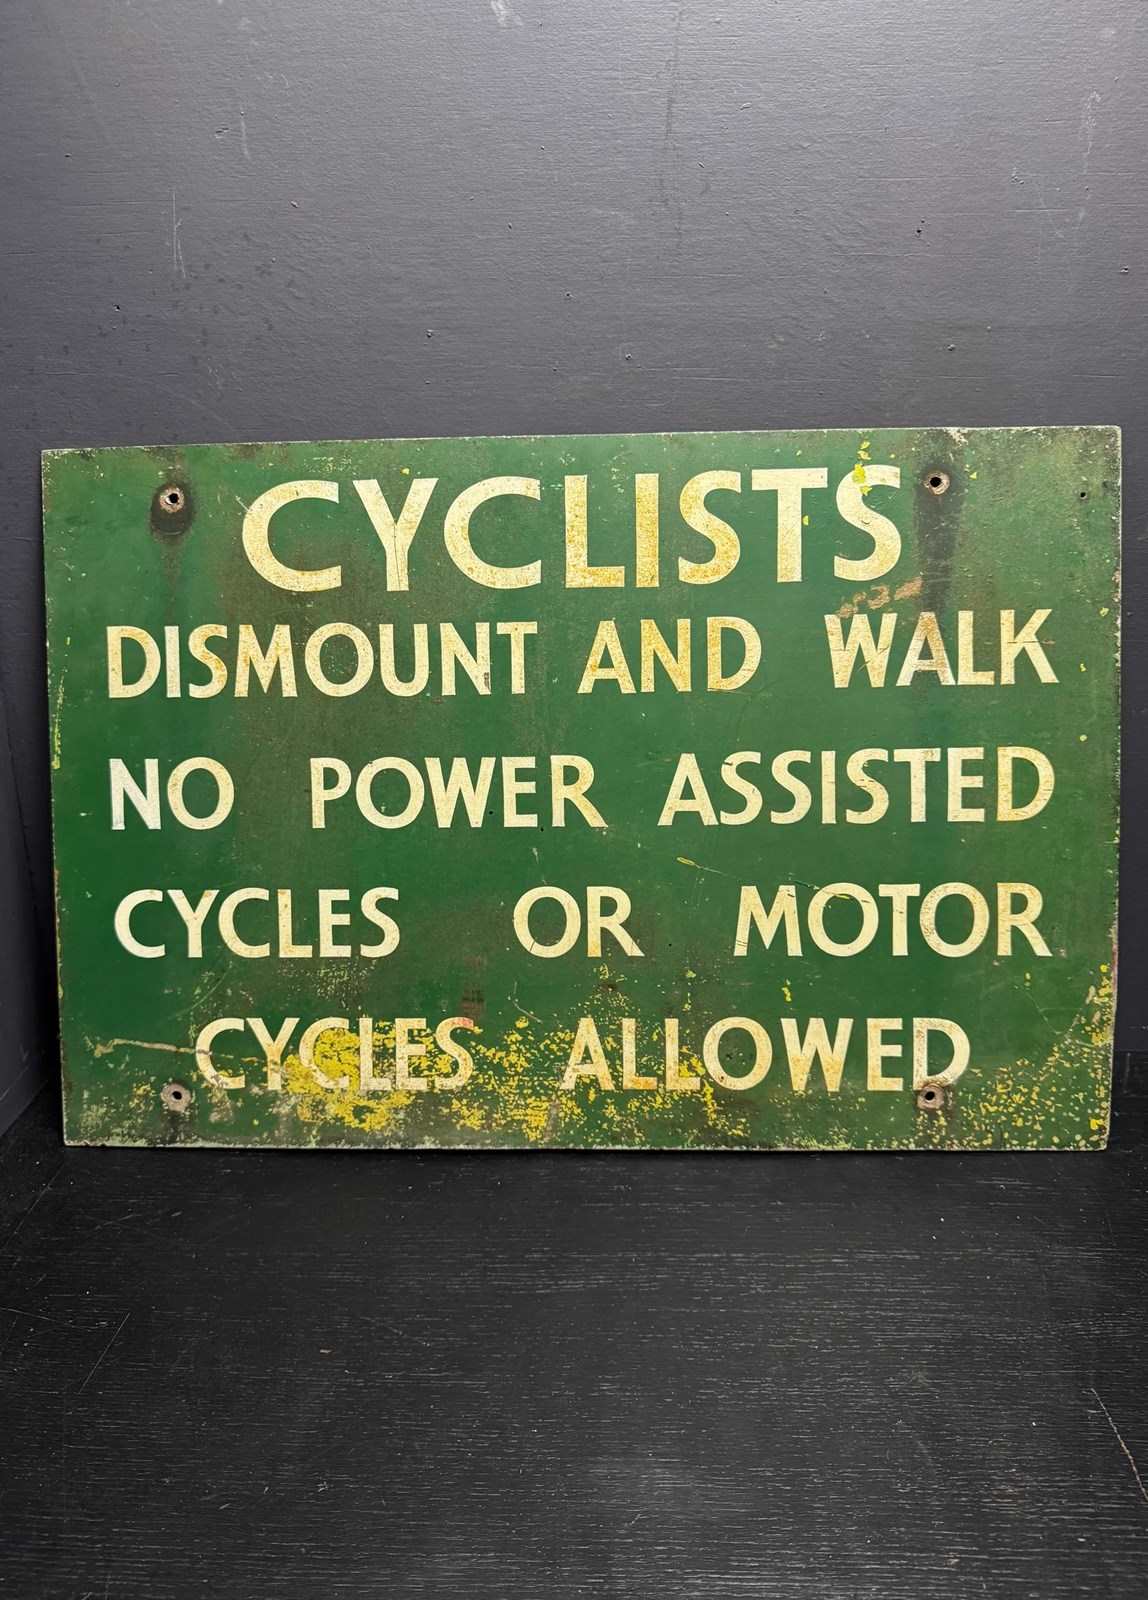 CYCLISTS
DISMOUNT AND WALK
NO POWER ASSISTED
CYCLES OR MOTOR
CYCLES ALLOWED